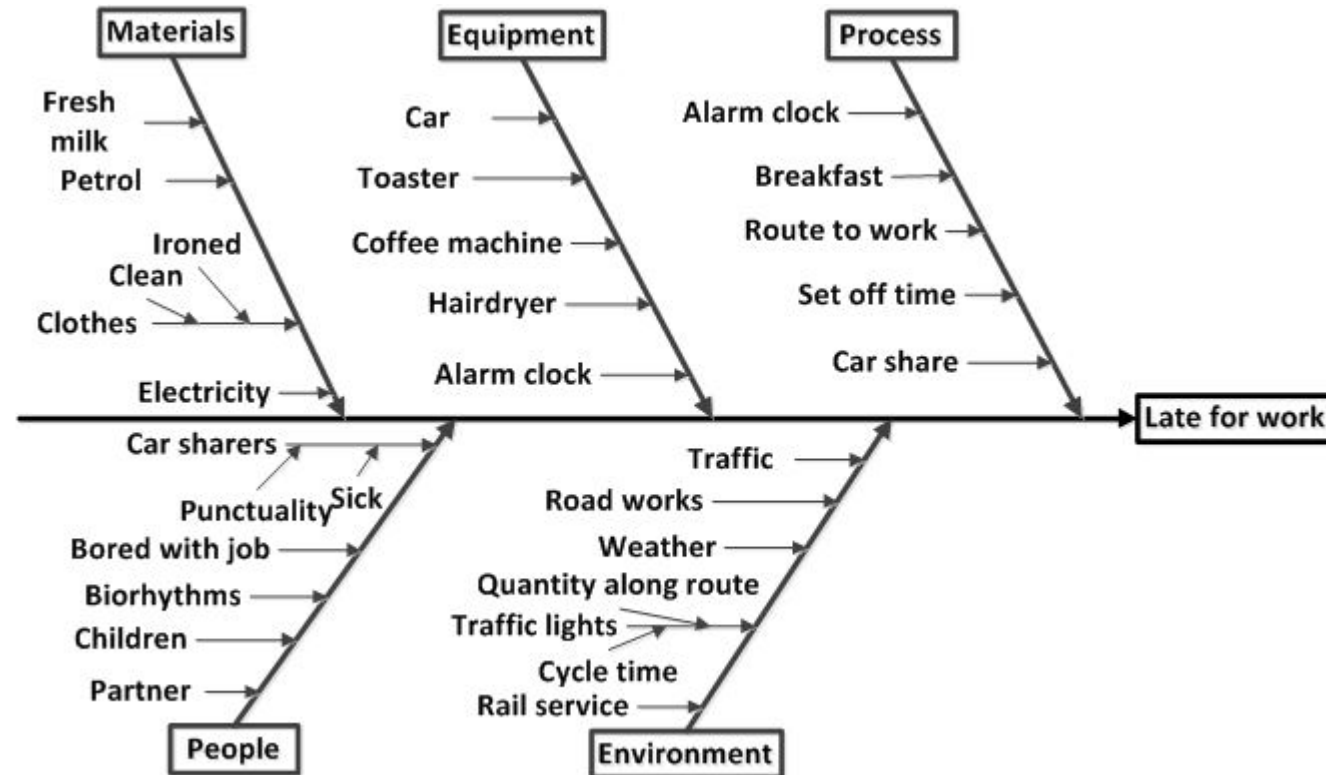 Materials
Equipment
Process
Fresh
milk
Petrol
Ironed
Clean
Clothes
Electricity
Car
Toaster
Coffee machine
Hairdryer
Alarm clock
Alarm clock
Breakfast
Route to work
Set off time
Car share
Late for work
Car sharers
Punctuality
Sick
Bored with job
Biorhythms
Children
Partner
People
Traffic
Road works
Weather
Quantity along route
Traffic lights
Cycle time
Rail service
Environment